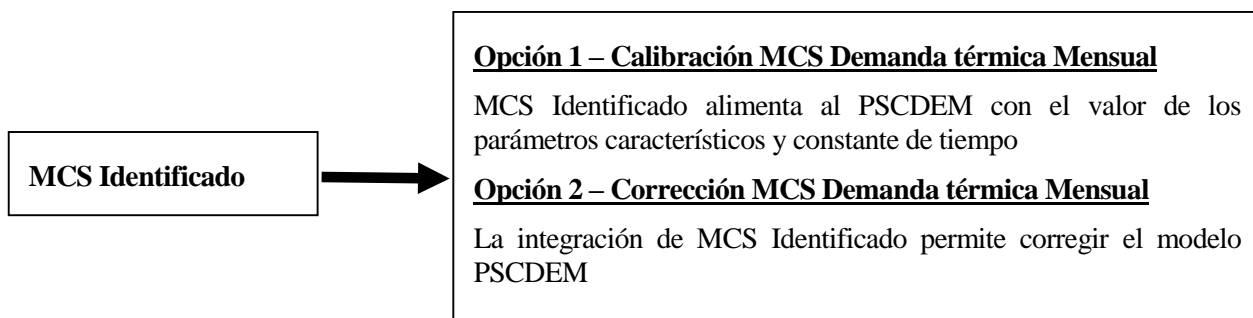 MCS Identificado
Opción 1 – Calibración MCS Demanda térmica Mensual
MCS Identificado alimenta al PSCDEM con el valor de los
parámetros característicos y constante de tiempo
Opción 2 – Corrección MCS Demanda térmica Mensual
La integración de MCS Identificado permite corregir el modelo
PSCDEM